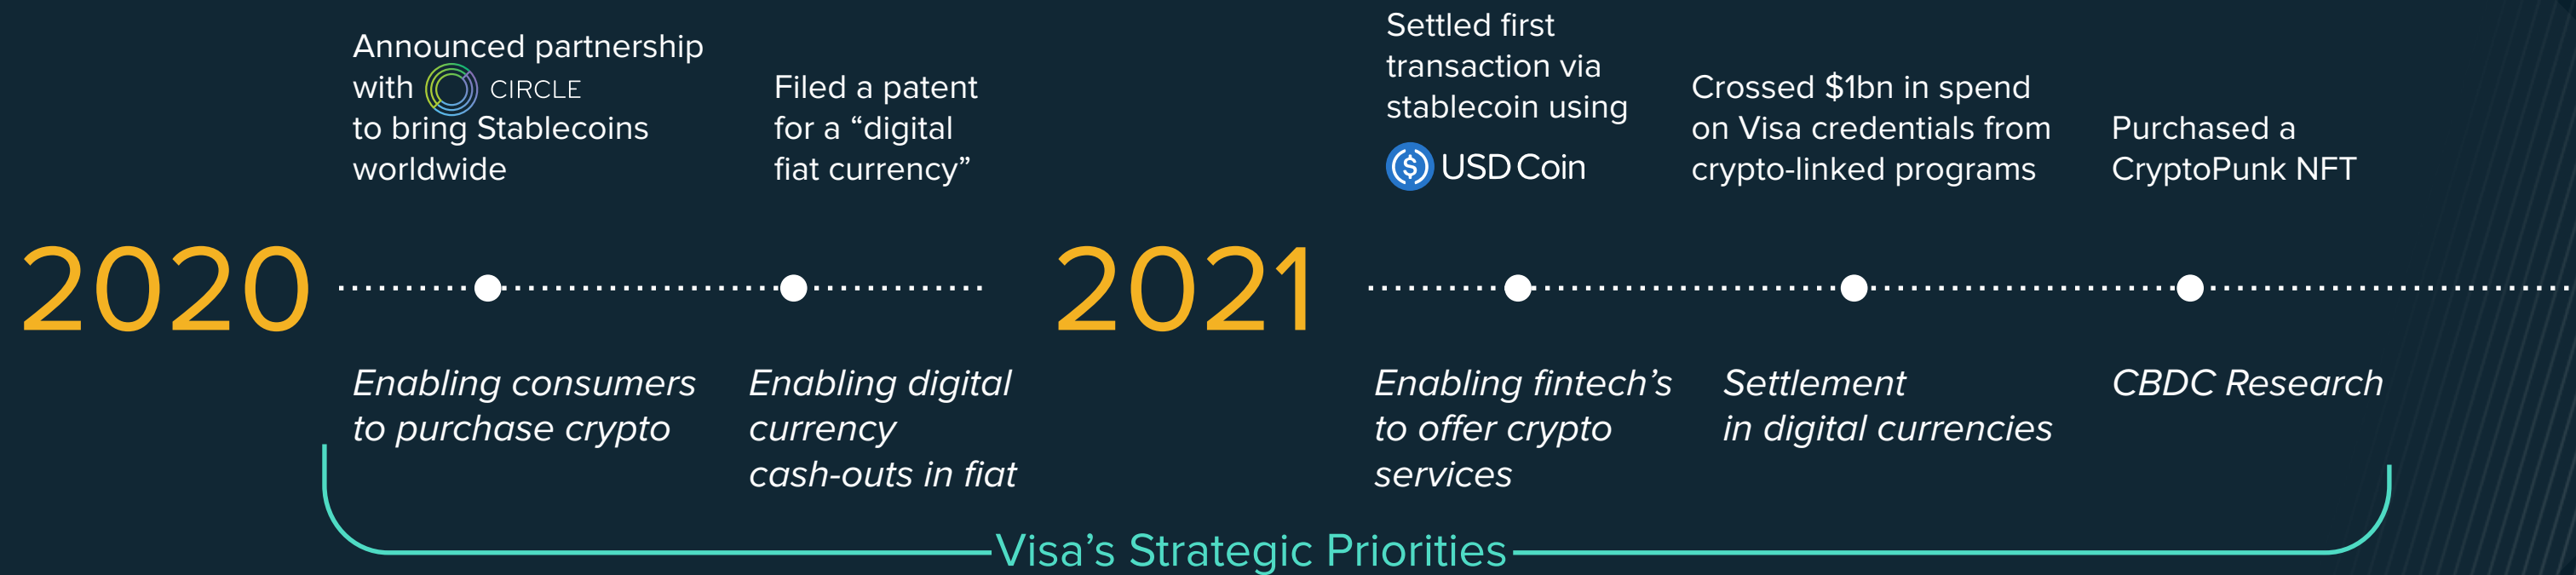 Announced partnership
with CIRCLE
to bring Stablecoins
worldwide
Filed a patent
for a “digital
fiat currency”
Settled first
transaction via
stablecoin using
USD Coin
Crossed $1bn in spend
on Visa credentials from
crypto-linked programs
Purchased a
CryptoPunk NFT
2020
2021
Enabling consumers
to purchase crypto
Enabling digital
currency
cash-outs in fiat
Enabling fintech’s
to offer crypto
services
Settlement
in digital currencies
CBDC Research
Visa’s Strategic Priorities